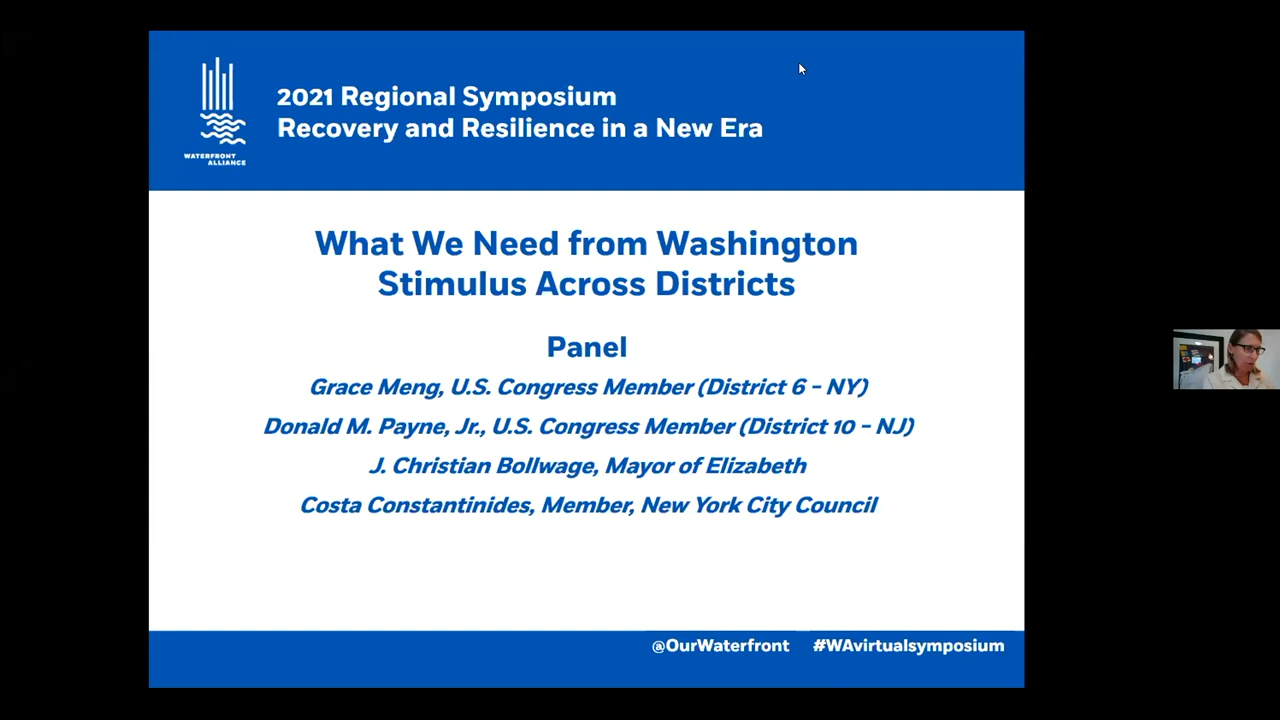 2021 Regional Symposium
Recovery and Resilience in a New Era
WATERFRONT
ALLIANCE
What We Need from Washington
Stimulus Across Districts
Panel
Grace Meng, U.S. Congress Member (District 6 - NY)
Donald M. Payne, Jr., U.S. Congress Member (District 10 - NJ)
J. Christian Bollwage, Mayor of Elizabeth
Costa Constantinides, Member, New York City Council
@OurWaterfront #WAvirtualsymposium